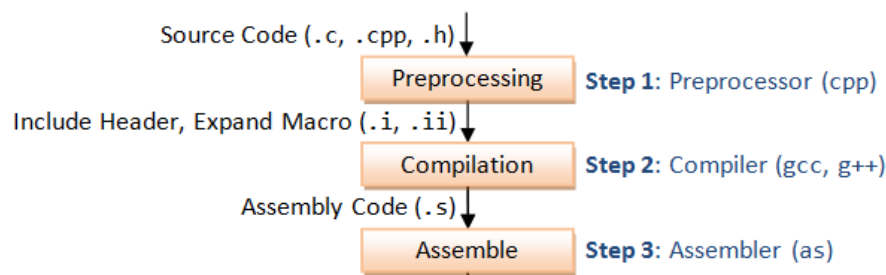 Source Code (.c, .cpp, .h)
Preprocessing
Step 1: Preprocessor (cpp)
Include Header, Expand Macro (.i, .ii)
Compilation
Step 2: Compiler (gcc, g++)
Assembly Code (.s)
Assemble
Step 3: Assembler (as)